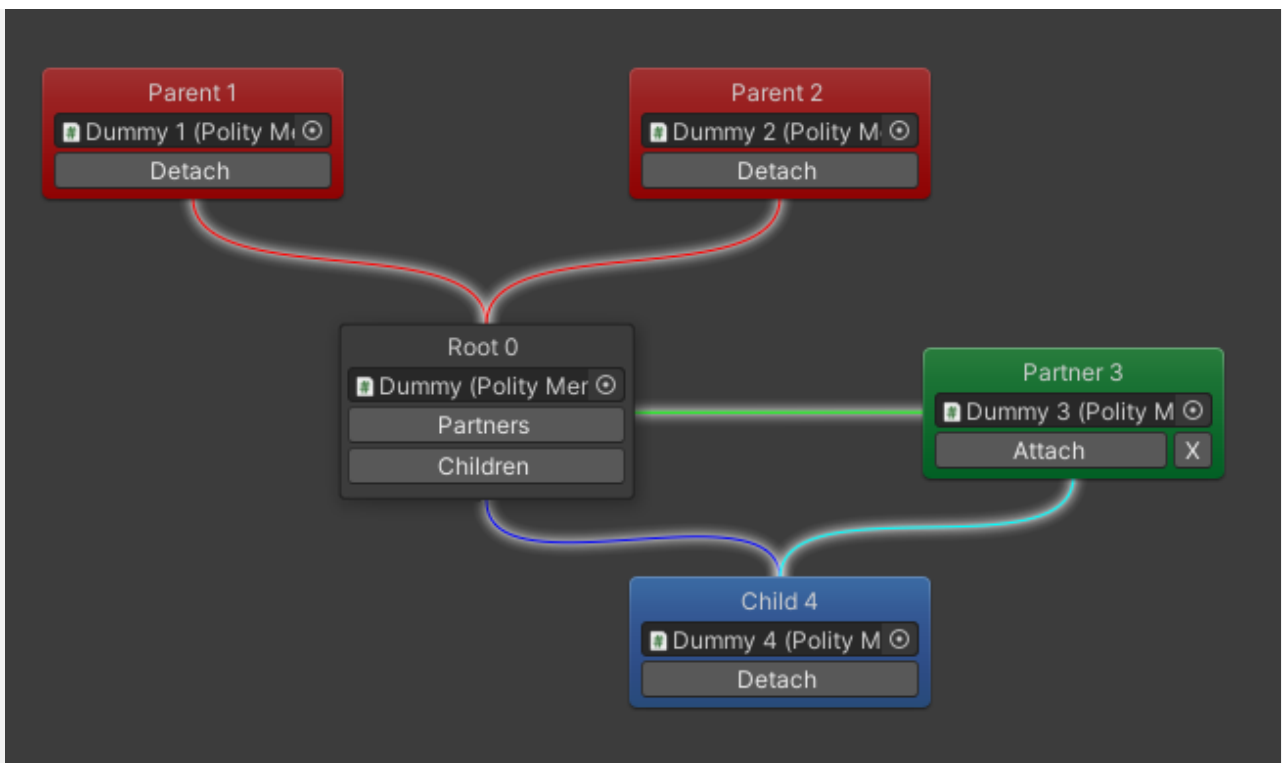 Parent 1
Dummy 1 (Polity M
Detach
Parent 2
Dummy 2 (Polity M
Detach
Root 0
Dummy (Polity Mer
Partners
Children
Partner 3
Dummy 3 (Polity M
Attach
X
Child 4
Dummy 4 (Polity M
Detach